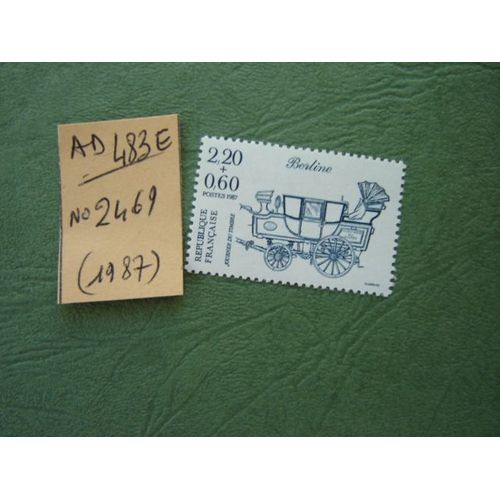 AD 483E
No 2469
(1987)
2,20
+
0,60
POSTES 1987
Berline
REPUBLIQUE
FRANÇAISE
JOURNEE DU TIMBRE